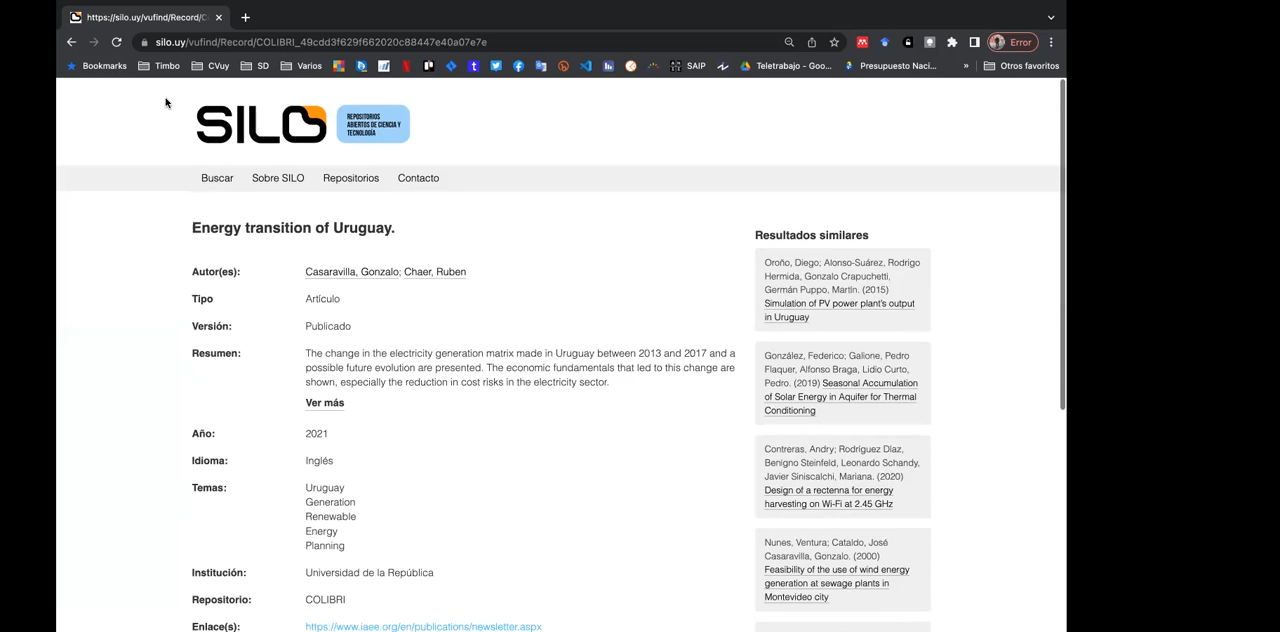 https://silo.uy/vufind/Record/C
silo.uy/vufind/Record/COLIBRI_49cdd3f629f662020c88447e40a07e7e
Error
Bookmarks Timbo CVuy SD Varios SAIP Teletrabajo - Goo... Presupuesto Naci... » Otros favoritos
SILO
REPOSITORIOS
ABIERTOS DE CIENCIA Y
TECNOLOGÍA
Buscar Sobre SILO Repositorios Contacto
Energy transition of Uruguay.
Autor(es): Casaravilla, Gonzalo; Chaer, Ruben
Tipo Artículo
Versión: Publicado
Resumen: The change in the electricity generation matrix made in Uruguay between 2013 and 2017 and a
possible future evolution are presented. The economic fundamentals that led to this change are
shown, especially the reduction in cost risks in the electricity sector.
Ver más
Año: 2021
Idioma: Inglés
Temas: Uruguay
Generation
Renewable
Energy
Planning
Institución: Universidad de la República
Repositorio: COLIBRI
Enlace(s): https://www.iaee.org/en/publications/newsletter.aspx
Resultados similares
Oroño, Diego; Alonso-Suárez, Rodrigo
Hermida, Gonzalo Crapuchetti,
Germán Puppo, Martín. (2015)
Simulation of PV power plant's output
in Uruguay
González, Federico; Galione, Pedro
Flaquer, Alfonso Braga, Lidio Curto,
Pedro. (2019) Seasonal Accumulation
of Solar Energy in Aquifer for Thermal
Conditioning
Contreras, Andry; Rodríguez Díaz,
Benigno Steinfeld, Leonardo Schandy,
Javier Siniscalchi, Mariana. (2020)
Design of a rectenna for energy
harvesting on Wi-Fi at 2.45 GHz
Nunes, Ventura; Cataldo, José
Casaravilla, Gonzalo. (2000)
Feasibility of the use of wind energy
generation at sewage plants in
Montevideo city